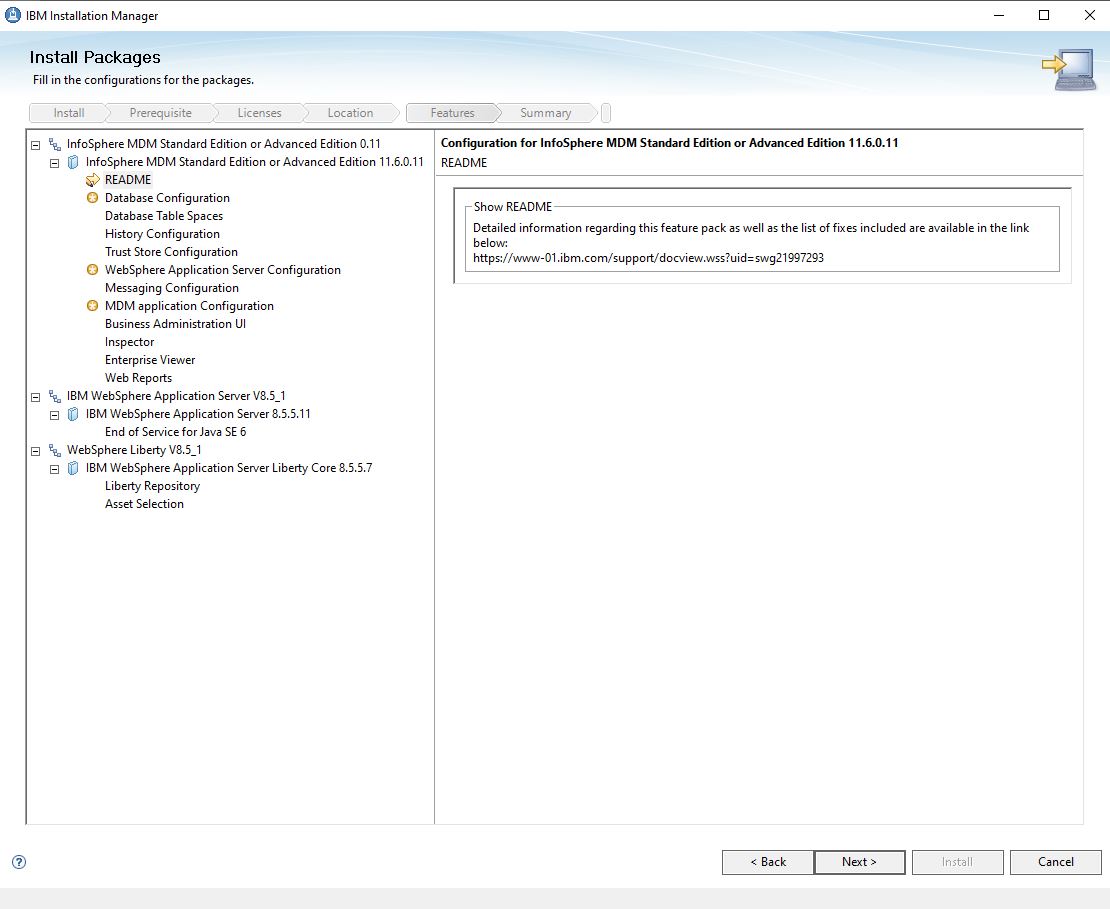 IBM Installation Manager
Install Packages
Fill in the configurations for the packages.
Install
Prerequisite
Licenses
Location
Features
Summary
InfoSphere MDM Standard Edition or Advanced Edition 0.11
InfoSphere MDM Standard Edition or Advanced Edition 11.6.0.11
README
Database Configuration
Database Table Spaces
History Configuration
Trust Store Configuration
WebSphere Application Server Configuration
Messaging Configuration
MDM application Configuration
Business Administration UI
Inspector
Enterprise Viewer
Web Reports
IBM WebSphere Application Server V8.5_1
IBM WebSphere Application Server 8.5.5.11
End of Service for Java SE 6
WebSphere Liberty V8.5_1
IBM WebSphere Application Server Liberty Core 8.5.5.7
Liberty Repository
Asset Selection
Configuration for InfoSphere MDM Standard Edition or Advanced Edition 11.6.0.11
README
Show README
Detailed information regarding this feature pack as well as the list of fixes included are available in the link
below:
https://www-01.ibm.com/support/docview.wss?uid=swg21997293
?
< Back
Next >
Install
Cancel